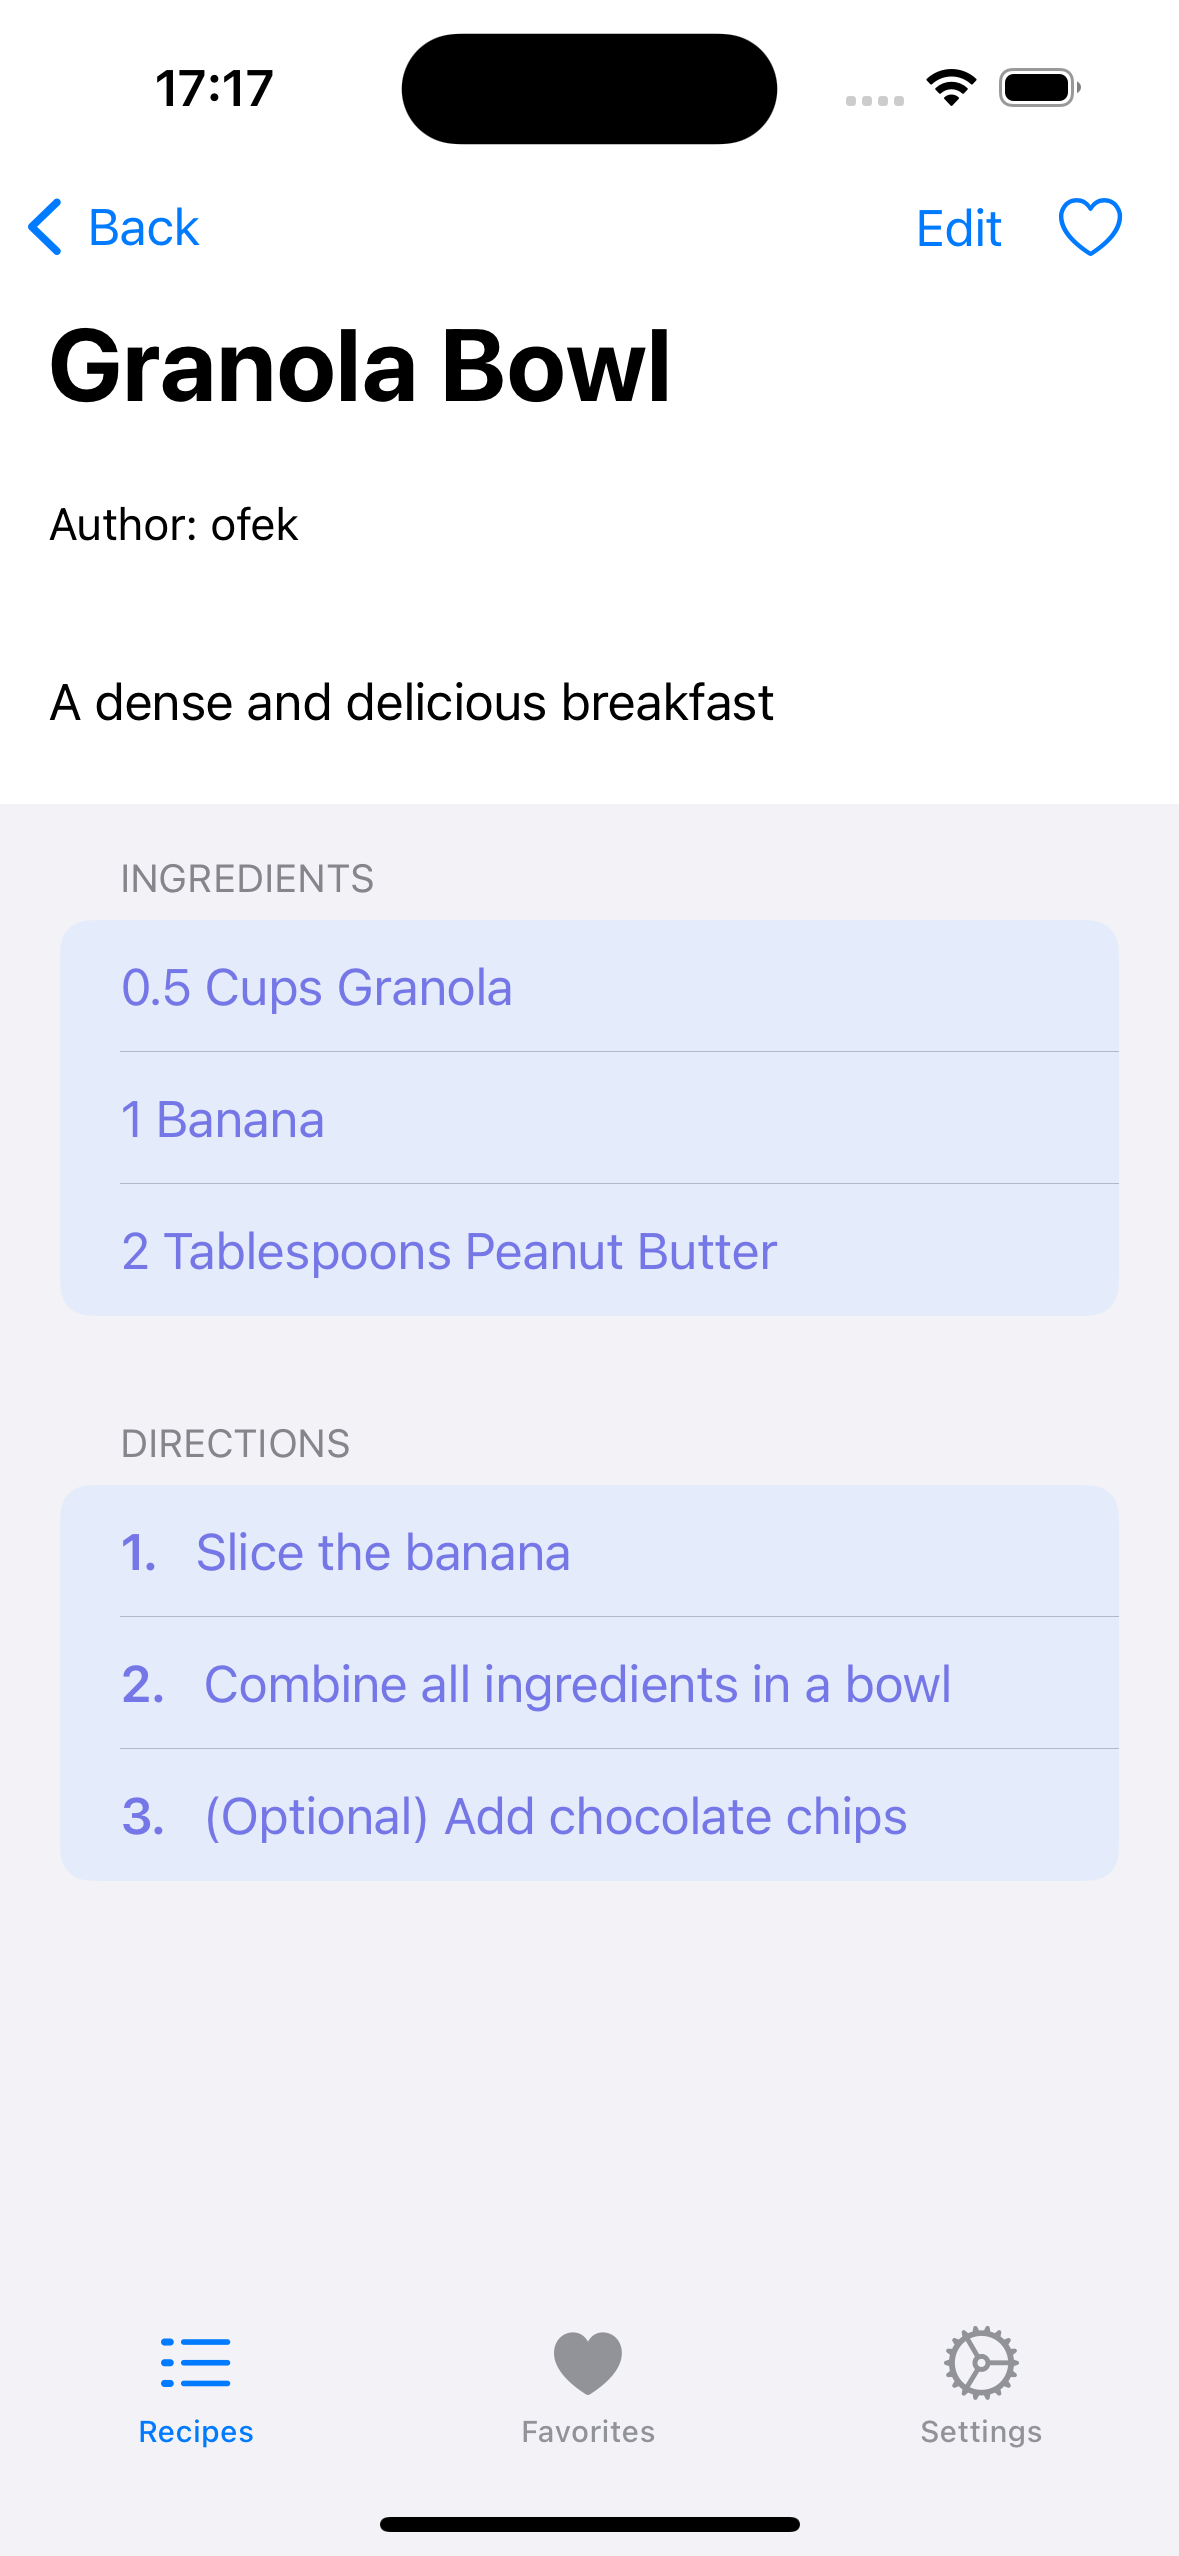 17:17
Back
Edit
Granola Bowl
Author: ofek
A dense and delicious breakfast
INGREDIENTS
0.5 Cups Granola
1 Banana
2 Tablespoons Peanut Butter
DIRECTIONS
1. Slice the banana
2. Combine all ingredients in a bowl
3. (Optional) Add chocolate chips
Recipes
Favorites
Settings